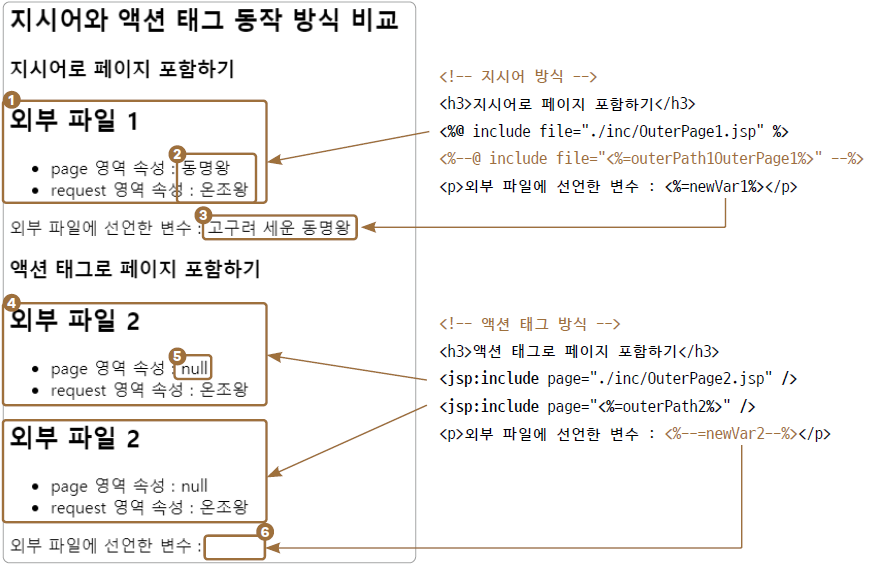 지시어와 액션 태그 동작 방식 비교
지시어로 페이지 포함하기
1
외부 파일 1
2
• page 영역 속성 : 동명왕
• request 영역 속성 : 온조왕
3
외부 파일에 선언한 변수 : 고구려 세운 동명왕
액션 태그로 페이지 포함하기
4
외부 파일 2
5
• page 영역 속성 : null
• request 영역 속성 : 온조왕
외부 파일 2
• page 영역 속성 : null
• request 영역 속성 : 온조왕
6
외부 파일에 선언한 변수 :
<!-- 지시어 방식 -->
<h3>지시어로 페이지 포함하기</h3>
<%@ include file="./inc/OuterPage1.jsp" %>
<%--@ include file="<%=outerPath1OuterPage1%>" --%>
<p>외부 파일에 선언한 변수 : <%=newVar1%></p>
<!-- 액션 태그 방식 -->
<h3>액션 태그로 페이지 포함하기</h3>
<jsp:include page="./inc/OuterPage2.jsp" />
<jsp:include page="<%=outerPath2%>" />
<p>외부 파일에 선언한 변수 : <%--=newVar2--%></p>